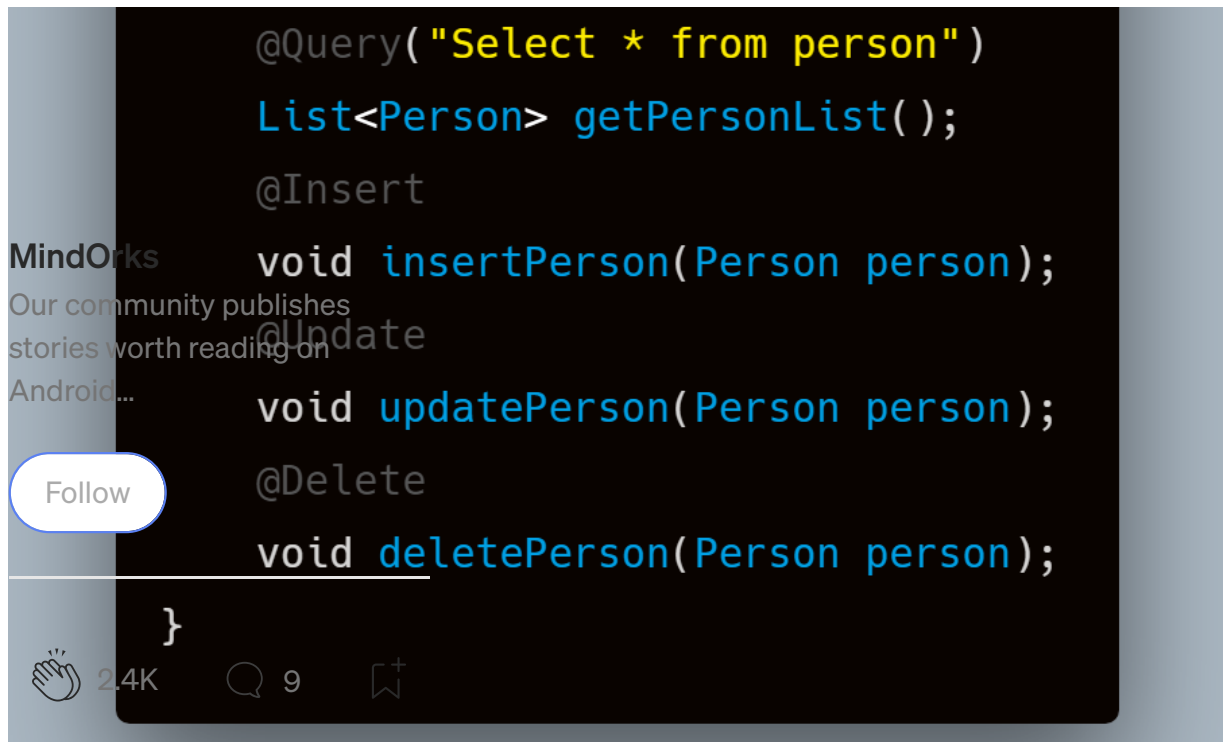 @Query("Select * from person")
List<Person> getPersonList();
@Insert
void insertPerson(Person person);
@Update
void updatePerson(Person person);
@Delete
void deletePerson(Person person);
}
MindOrks
Our community publishes
stories worth reading on
Android...
Follow
2.4K
9